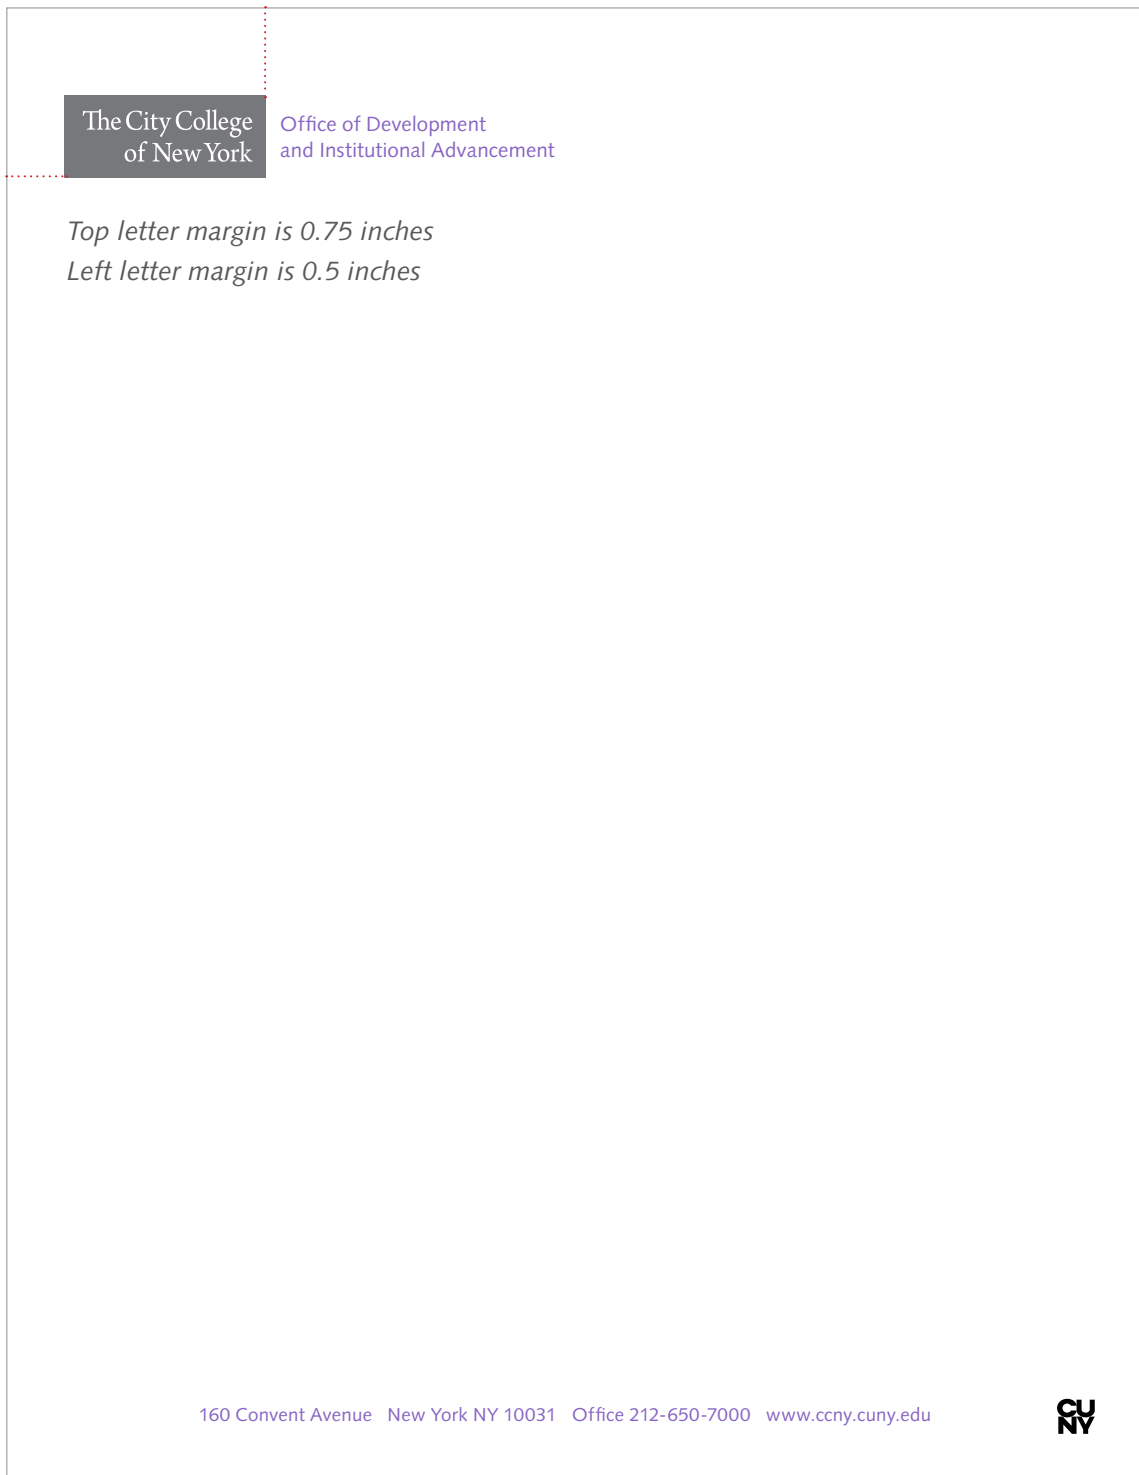 The City College
of New York
Office of Development
and Institutional Advancement
Top letter margin is 0.75 inches
Left letter margin is 0.5 inches
160 Convent Avenue New York NY 10031 Office 212-650-7000 www.ccny.cuny.edu
CU
NY